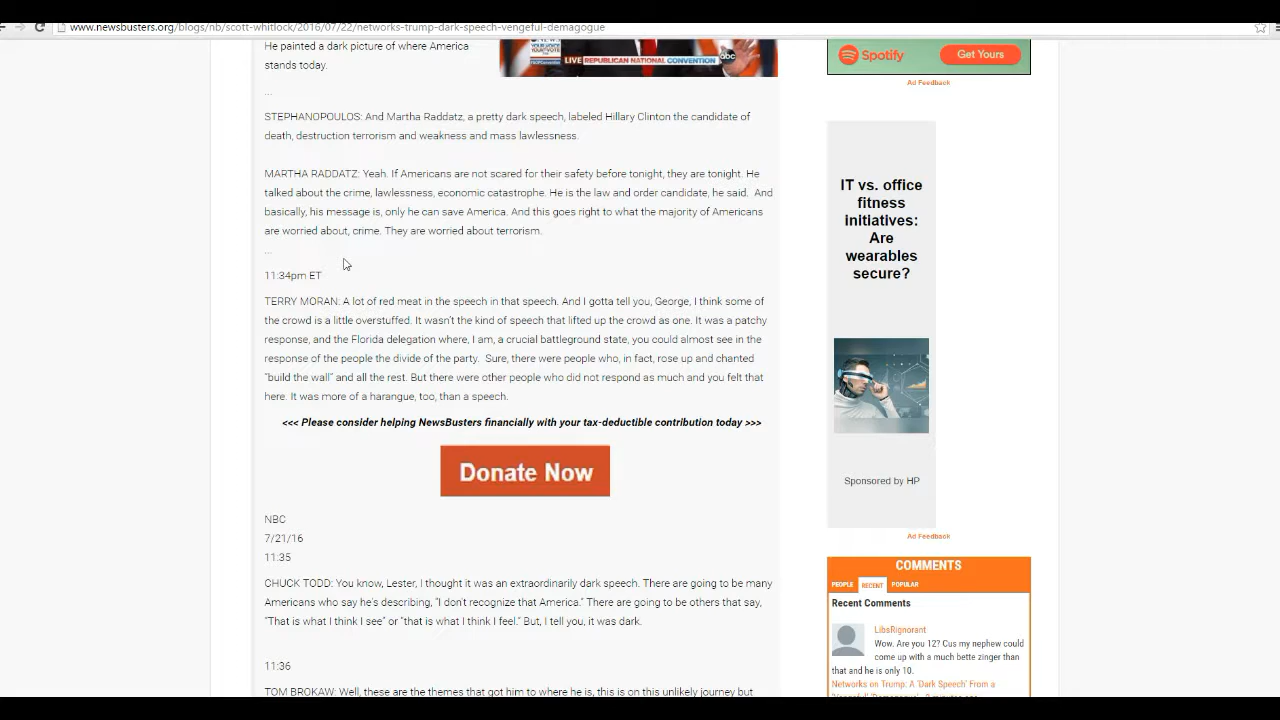 www.newsbusters.org/blogs/nb/scott-whitlock/2016/07/22/networks-trump-dark-speech-vengeful-demagogue
He painted a dark picture of where America
stands today.
LIVE REPUBLICAN NATIONAL CONVENTION
abc
...
STEPHANOPOULOS: And Martha Raddatz, a pretty dark speech, labeled Hillary Clinton the candidate of
death, destruction terrorism and weakness and mass lawlessness.
MARTHA RADDATZ: Yeah. If Americans are not scared for their safety before tonight, they are tonight. He
talked about the crime, lawlessness, economic catastrophe. He is the law and order candidate, he said. And
basically, his message is, only he can save America. And this goes right to what the majority of Americans
are worried about, crime. They are worried about terrorism.
...
11:34pm ET
TERRY MORAN: A lot of red meat in the speech in that speech. And I gotta tell you, George, I think some of
the crowd is a little overstuffed. It wasn't the kind of speech that lifted up the crowd as one. It was a patchy
response, and the Florida delegation where, I am, a crucial battleground state, you could almost see in the
response of the people the divide of the party. Sure, there were people who, in fact, rose up and chanted
"build the wall" and all the rest. But there were other people who did not respond as much and you felt that
here. It was more of a harangue, too, than a speech.
<<< Please consider helping NewsBusters financially with your tax-deductible contribution today >>>
Donate Now
NBC
7/21/16
11:35
CHUCK TODD: You know, Lester, I thought it was an extraordinarily dark speech. There are going to be many
Americans who say he's describing, "I don't recognize that America." There are going to be others that say,
"That is what I think I see" or "that is what I think I feel." But, I tell you, it was dark.
11:36
TOM BROKAW: Well, these are the themes that got him to where he is, this is on this unlikely journey but
Spotify
Get Yours
Ad Feedback
IT vs. office
fitness
initiatives:
Are
wearables
secure?
Sponsored by HP
Ad Feedback
COMMENTS
PEOPLE RECENT POPULAR
Recent Comments
LibsRignorant
Wow. Are you 12? Cus my nephew could
come up with a much bette zinger than
that and he is only 10.
Networks on Trump: A 'Dark Speech' From a